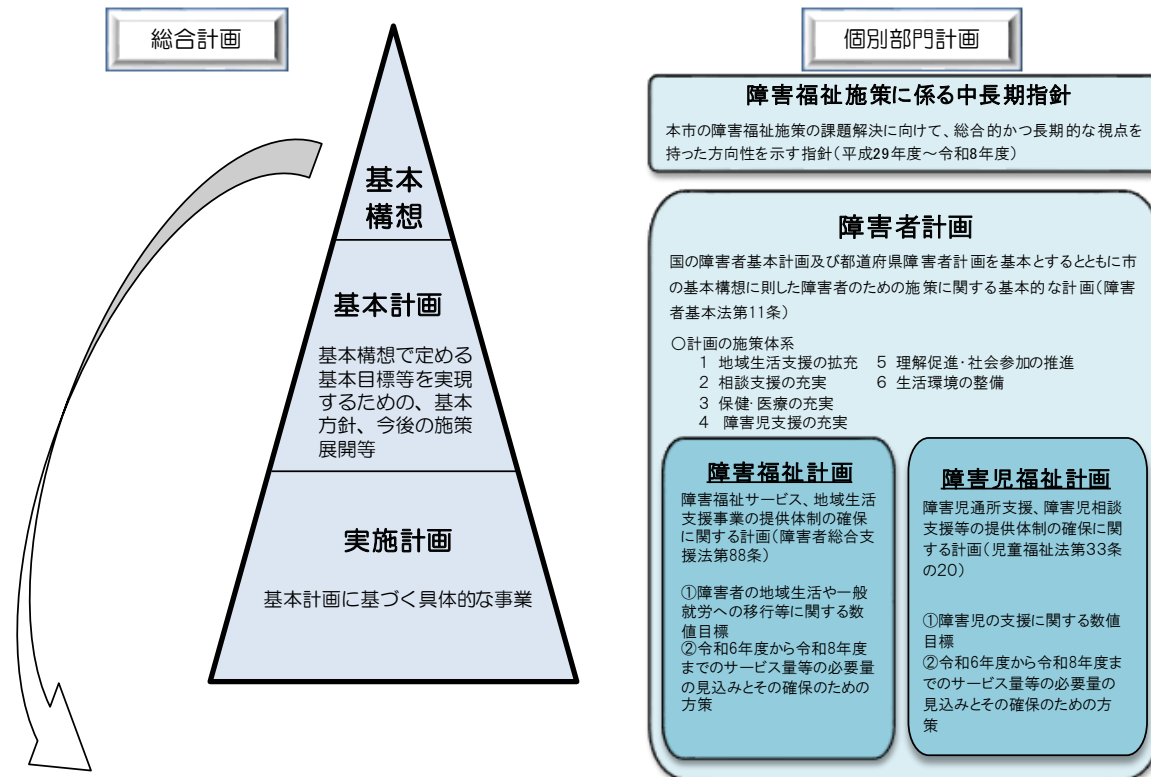 総合計画
基本
構想
基本計画
基本構想で定める
基本目標等を実現
するための、基本
方針、今後の施策
展開等
実施計画
基本計画に基づく具体的な事業
個別部門計画
障害福祉施策に係る中長期指針
本市の障害福祉施策の課題解決に向けて、総合的かつ長期的な視点を
持った方向性を示す指針(平成29年度～令和8年度)
障害者計画
国の障害者基本計画及び都道府県障害者計画を基本とするとともに市
の基本構想に則した障害者のための施策に関する基本的な計画(障害
者基本法第11条)
○計画の施策体系
1 地域生活支援の拡充 5 理解促進・社会参加の推進
2 相談支援の充実 6 生活環境の整備
3 保健・医療の充実
4 障害児支援の充実
障害福祉計画
障害福祉サービス、地域生活
支援事業の提供体制の確保
に関する計画(障害者総合支
援法第88条)
①障害者の地域生活や一般
就労への移行等に関する数
値目標
②令和6年度から令和8年度
までのサービス量等の必要量
の見込みとその確保のための
方策
障害児福祉計画
障害児通所支援、障害児相談
支援等の提供体制の確保に関
する計画(児童福祉法第33条
の20)
①障害児の支援に関する数値
目標
②令和6年度から令和8年度ま
でのサービス量等の必要量の
見込みとその確保のための方
策